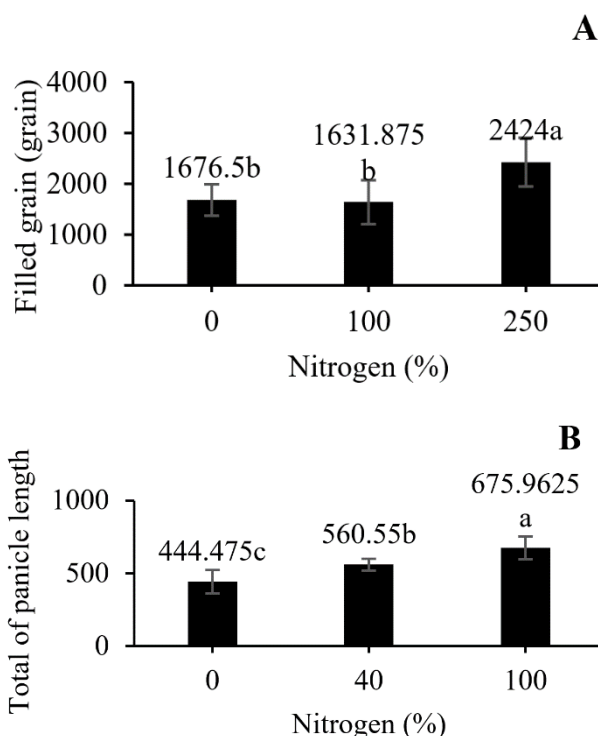 A
Filled grain (grain)
4000
3000
2000
1000
0
1676.5b
1631.875
b
2424a
0
100
250
Nitrogen (%)
B
Total of panicle length
1000
500
0
444.475c
560.55b
675.9625
a
0
40
100
Nitrogen (%)